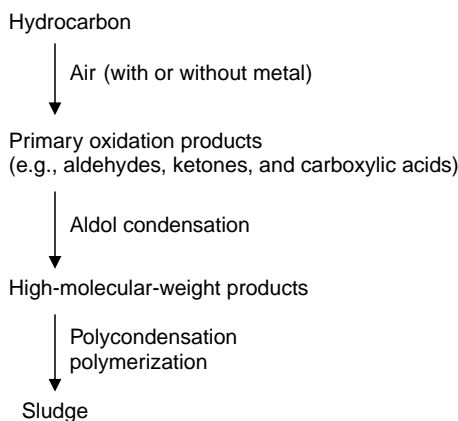 Hydrocarbon
Air (with or without metal)
Primary oxidation products
(e.g., aldehydes, ketones, and carboxylic acids)
Aldol condensation
High-molecular-weight products
Polycondensation
polymerization
Sludge